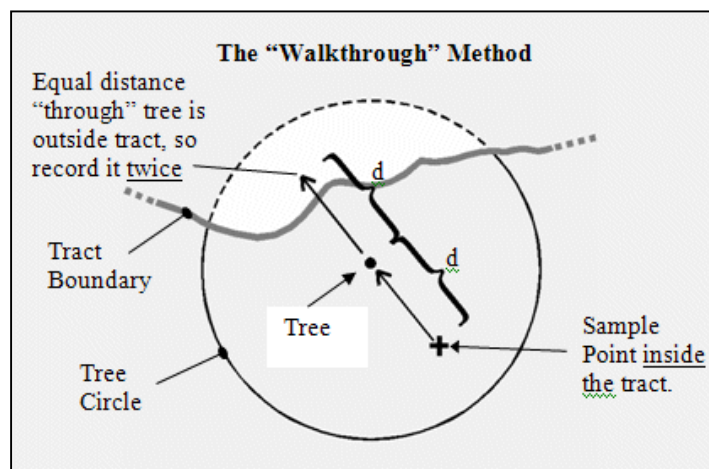 The “Walkthrough” Method
Equal distance
“through” tree is
outside tract, so
record it twice
d
d
Tract
Boundary
Tree
Sample
Point inside
the tract.
Tree
Circle